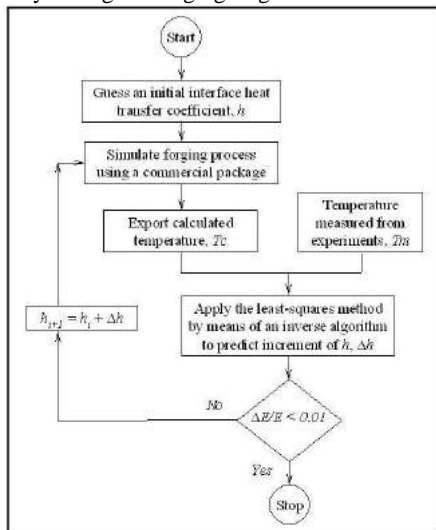 Start
Guess an initial interface heat
transfer coefficient, h
Simulate forging process
using a commercial package
Export calculated
temperature, Tc
Temperature
measured from
experiments, Tm
Apply the least-squares method
by means of an inverse algorithm
to predict increment of h, Δh
hᵢ₊₁ = hᵢ + Δh
No
ΔE/E < 0.01
Yes
Stop